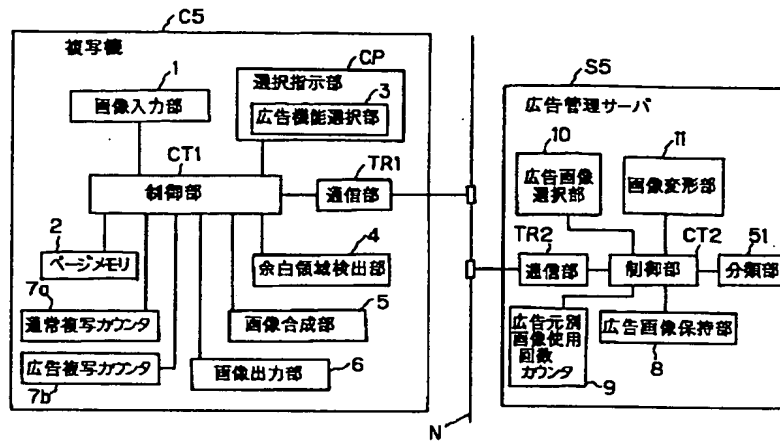 C5
複写機
1
画像入力部
CP
選択指示部
3
広告機能選択部
CT1
制御部
TR1
通信部
2
ページメモリ
4
余白領域検出部
7a
通常複写カウンタ
5
画像合成部
広告複写カウンタ
7b
画像出力部
6
N
S5
広告管理サーバ
10
広告画像
選択部
11
画像変形部
TR2
通信部
CT2
制御部
51
分類部
広告元別
画像使用
回数
カウンタ
9
広告画像保持部
8